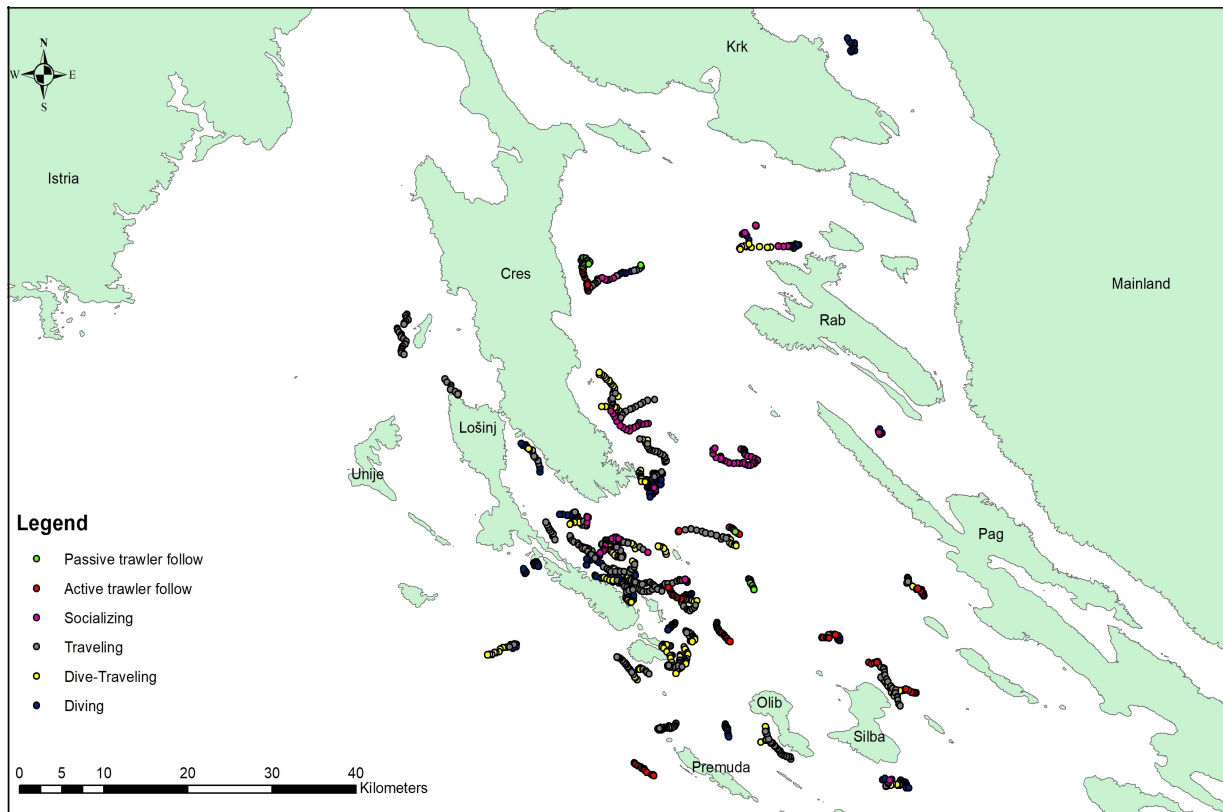 N
W E
S
Krk
Istria
Cres
Mainland
Rab
Lošinj
Unije
Legend
Pag
Passive trawler follow
Active trawler follow
Socializing
Traveling
Dive-Traveling
Diving
Olib
Silba
Premuda
0 5 10 20 30 40
Kilometers